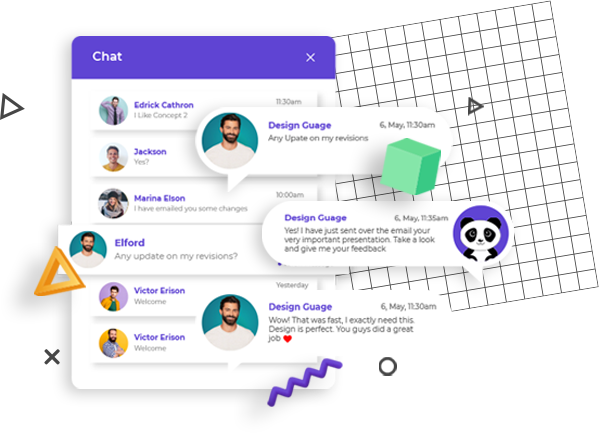 Chat
Edrick Cathron
11:30am
I Like Concept 2
Design Guage
6, May, 11:30am
Any Upate on my revisions
Jackson
Yes?
Marina Elson
10:00am
I have emailed you some changes
Design Guage
6, May, 11:35am
Yes! I have just sent over the email your
very important presentation. Take a look
and give me your feedback
Elford
Any update on my revisions?
Yesterday
Victor Erison
Welcome
Design Guage
6, May, 11:30am
Wow! That was fast, I exactly need this.
Design is perfect. You guys did a great
job
Victor Erison
Welcome